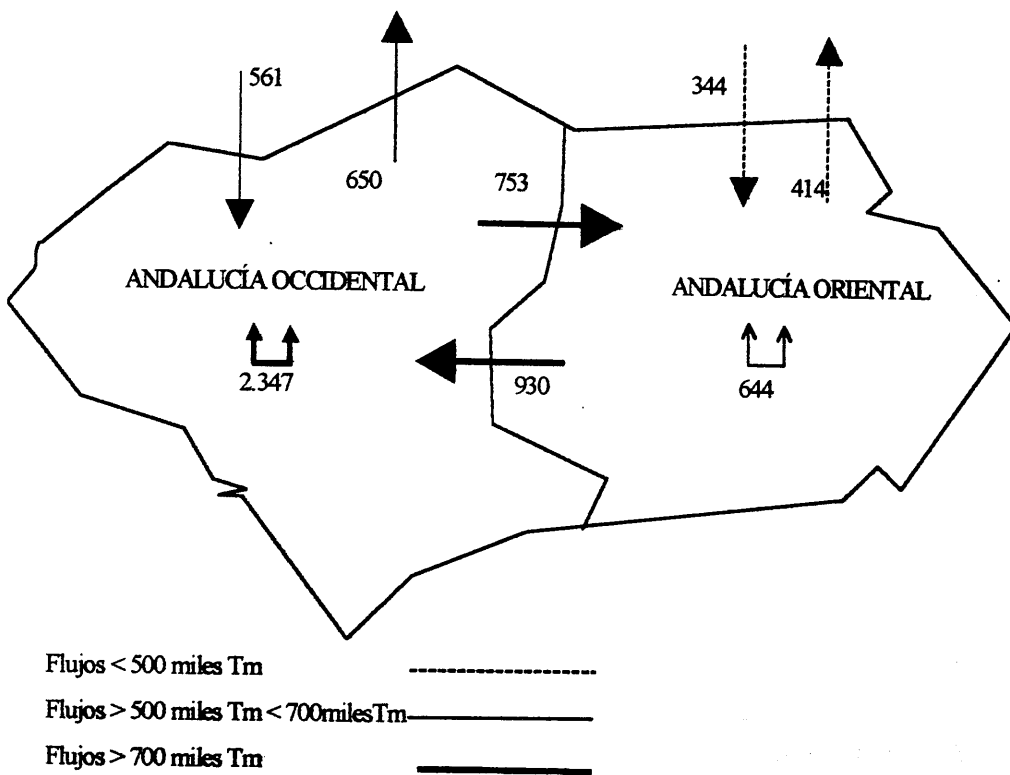 561
344
650
753
414
ANDALUCÍA OCCIDENTAL
ANDALUCÍA ORIENTAL
2.347
930
644
Flujos < 500 miles Tm
Flujos > 500 miles Tm < 700milesTm
Flujos > 700 miles Tm